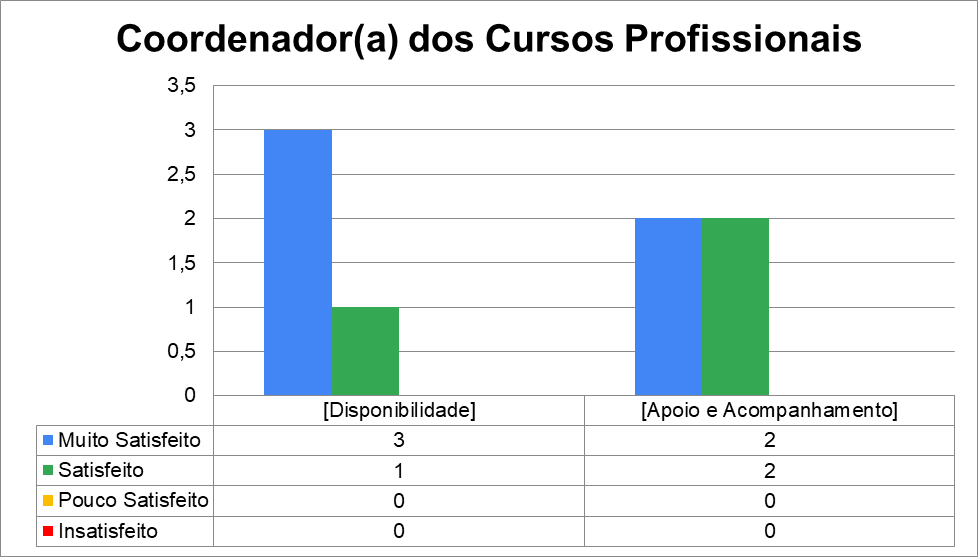 Coordenador(a) dos Cursos Profissionais
3,5
3
2,5
2
1,5
1
0,5
0
[Disponibilidade] [Apoio e Acompanhamento]
Muito Satisfeito 3 2
Satisfeito 1 2
Pouco Satisfeito 0 0
Insatisfeito 0 0